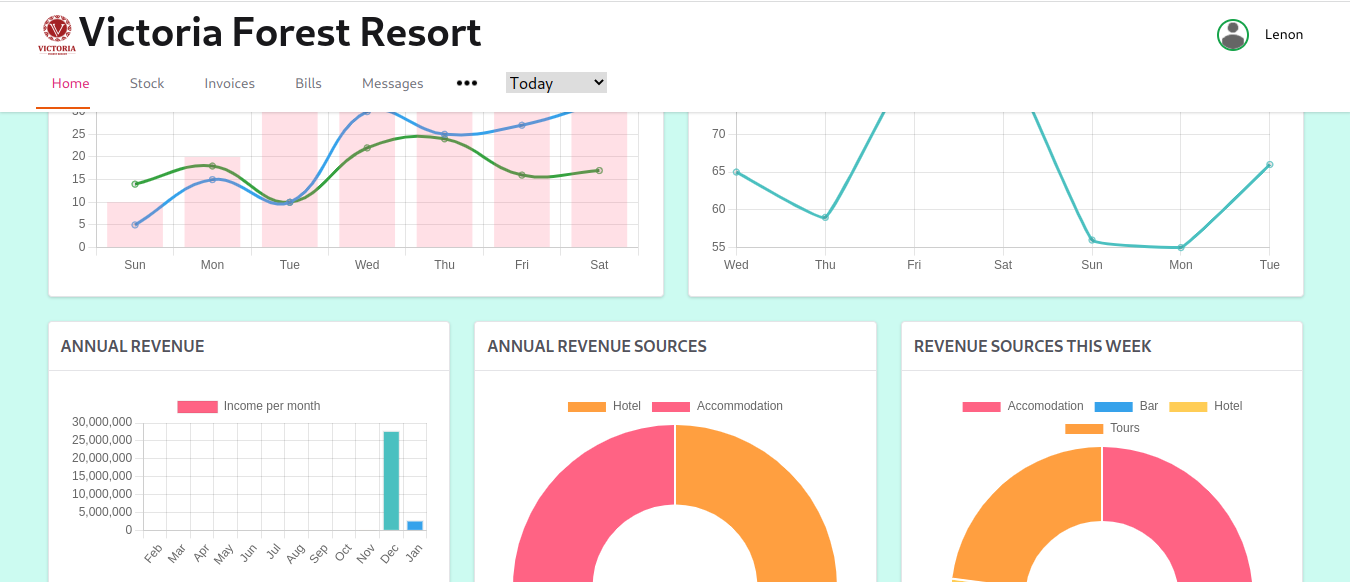 Victoria Forest Resort
VICTORIA
Lenon
Home Stock Invoices Bills Messages ••• Today
25
20
15
10
5
0
Sun Mon Tue Wed Thu Fri Sat
70
65
60
55
Wed Thu Fri Sat Sun Mon Tue
ANNUAL REVENUE
Income per month
30,000,000
25,000,000
20,000,000
15,000,000
10,000,000
5,000,000
0
Feb Mar Apr May Jun Jul Aug Sep Oct Nov Dec Jan
ANNUAL REVENUE SOURCES
Hotel Accommodation
REVENUE SOURCES THIS WEEK
Accomodation Bar Hotel
Tours